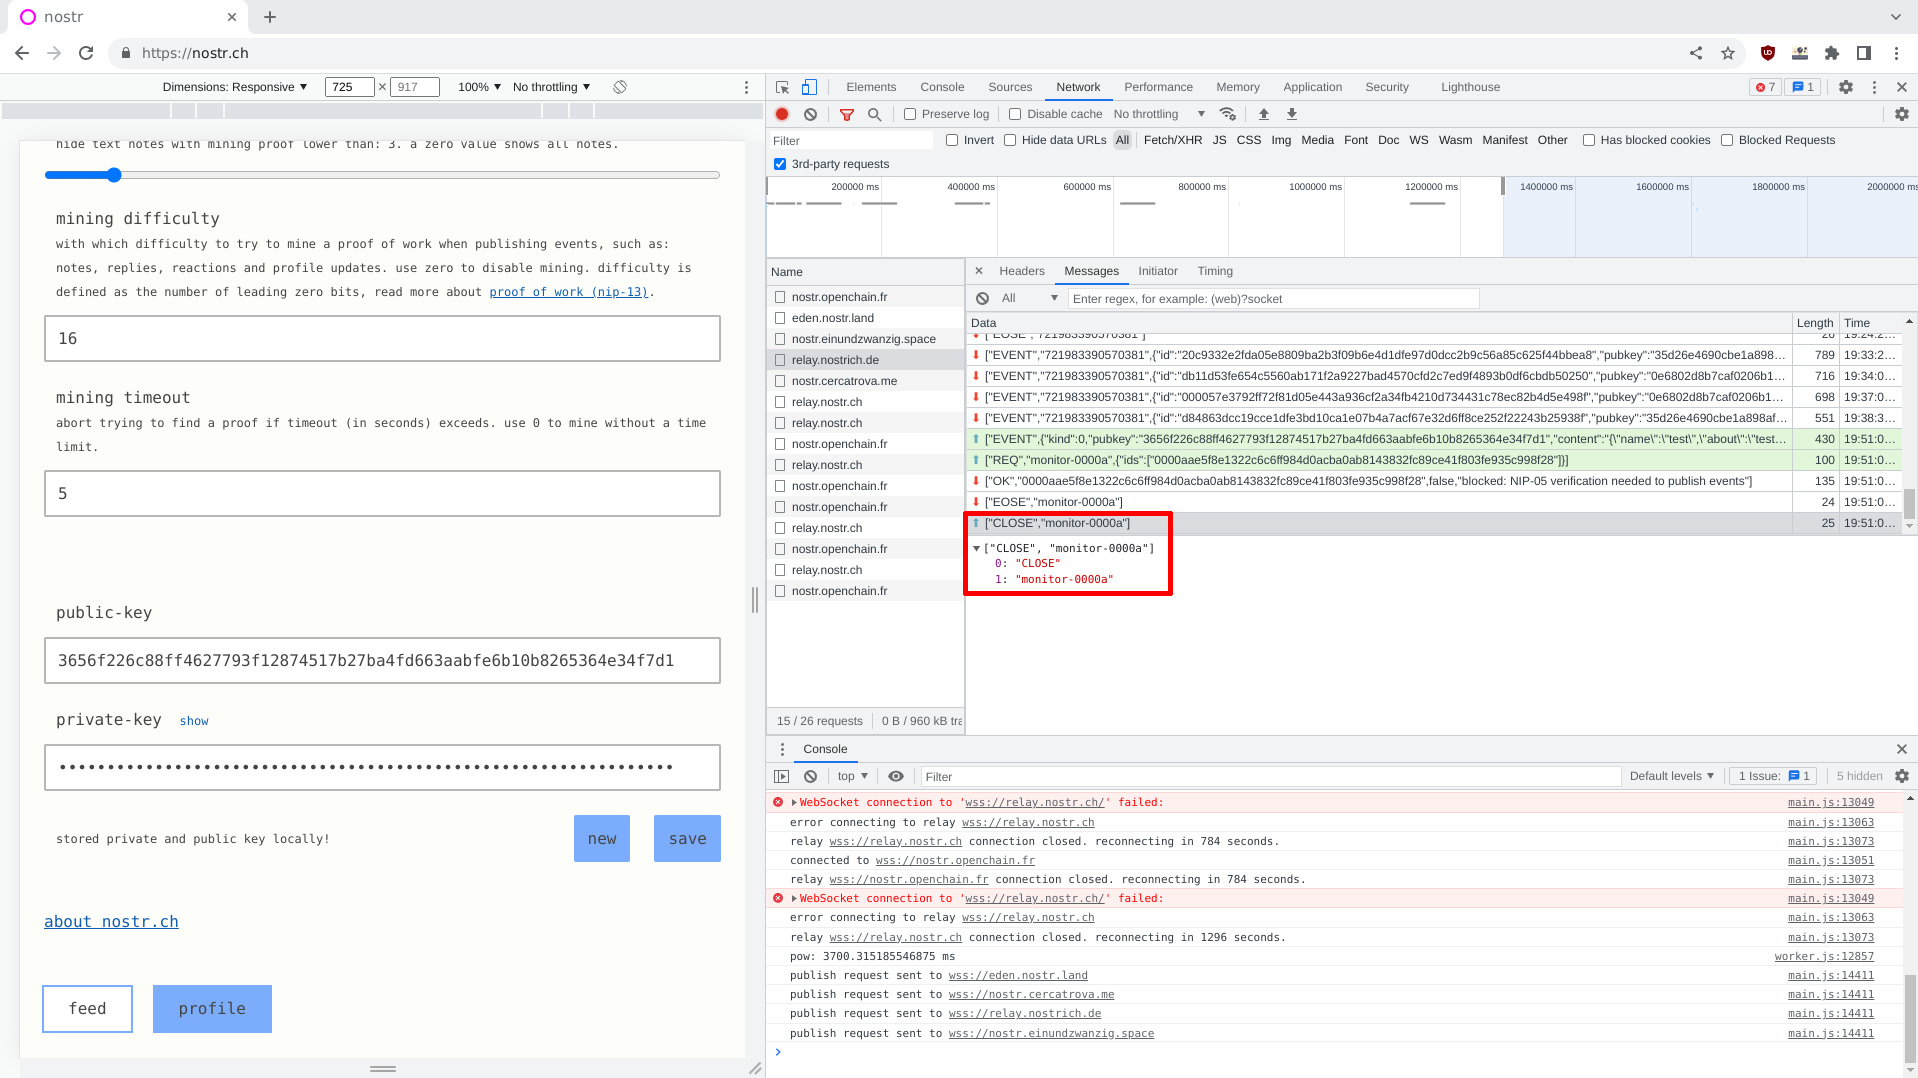 nostr
https://nostr.ch
Dimensions: Responsive 725 × 917 100% No throttling
hide text notes with mining proof lower than: 3. a zero value shows all notes.
mining difficulty
with which difficulty to try to mine a proof of work when publishing events, such as:
notes, replies, reactions and profile updates. use zero to disable mining. difficulty is
defined as the number of leading zero bits, read more about proof of work (nip-13).
16
mining timeout
abort trying to find a proof if timeout (in seconds) exceeds. use 0 to mine without a time
limit.
5
public-key
3656f226c88ff4627793f12874517b27ba4fd663aabfe6b10b8265364e34f7d1
private-key show
stored private and public key locally!
new save
about nostr.ch
feed profile
Elements Console Sources Network Performance Memory Application Security Lighthouse 7 1
Preserve log Disable cache No throttling
Filter Invert Hide data URLs All Fetch/XHR JS CSS Img Media Font Doc WS Wasm Manifest Other Has blocked cookies Blocked Requests
3rd-party requests
200000 ms 400000 ms 600000 ms 800000 ms 1000000 ms 1200000 ms 1400000 ms 1600000 ms 1800000 ms 2000000 ms
Name
nostr.openchain.fr
eden.nostr.land
nostr.einundzwanzig.space
relay.nostrich.de
nostr.cercatrova.me
relay.nostr.ch
relay.nostr.ch
nostr.openchain.fr
relay.nostr.ch
nostr.openchain.fr
nostr.openchain.fr
relay.nostr.ch
nostr.openchain.fr
relay.nostr.ch
nostr.openchain.fr
15 / 26 requests 0 B / 960 kB tra
Headers Messages Initiator Timing
All Enter regex, for example: (web)?socket
Data Length Time
["EOSE","721983390570381"] 26 19:24:2…
["EVENT","721983390570381",{"id":"20c9332e2fda05e8809ba2b3f09b6e4d1dfe97d0dcc2b9c56a85c625f44bbea8","pubkey":"35d26e4690cbe1a898… 789 19:33:2…
["EVENT","721983390570381",{"id":"db11d53fe654c5560ab171f2a9227bad4570cfd2c7ed9f4893b0df6cbdb50250","pubkey":"0e6802d8b7caf0206b1… 716 19:34:0…
["EVENT","721983390570381",{"id":"000057e3792ff72f81d05e443a936cf2a34fb4210d734431c78ec82b4d5e498f","pubkey":"0e6802d8b7caf0206b1… 698 19:37:0…
["EVENT","721983390570381",{"id":"d84863dcc19cce1dfe3bd10ca1e07b4a7acf67e32d6ff8ce252f22243b25938f","pubkey":"35d26e4690cbe1a898af… 551 19:38:3…
["EVENT",{"kind":0,"pubkey":"3656f226c88ff4627793f12874517b27ba4fd663aabfe6b10b8265364e34f7d1","content":"{\"name\":\"test\",\"about\":\"test… 430 19:51:0…
["REQ","monitor-0000a",{"ids":["0000aae5f8e1322c6c6ff984d0acba0ab8143832fc89ce41f803fe935c998f28"]}] 100 19:51:0…
["OK","0000aae5f8e1322c6c6ff984d0acba0ab8143832fc89ce41f803fe935c998f28",false,"blocked: NIP-05 verification needed to publish events"] 135 19:51:0…
["EOSE","monitor-0000a"] 24 19:51:0…
["CLOSE","monitor-0000a"] 25 19:51:0…
["CLOSE", "monitor-0000a"]
0: "CLOSE"
1: "monitor-0000a"
Console
top Filter Default levels 1 Issue: 1 5 hidden
WebSocket connection to 'wss://relay.nostr.ch/' failed: main.js:13049
error connecting to relay wss://relay.nostr.ch main.js:13063
relay wss://relay.nostr.ch connection closed. reconnecting in 784 seconds. main.js:13073
connected to wss://nostr.openchain.fr main.js:13051
relay wss://nostr.openchain.fr connection closed. reconnecting in 784 seconds. main.js:13073
WebSocket connection to 'wss://relay.nostr.ch/' failed: main.js:13049
error connecting to relay wss://relay.nostr.ch main.js:13063
relay wss://relay.nostr.ch connection closed. reconnecting in 1296 seconds. main.js:13073
pow: 3700.315185546875 ms worker.js:12857
publish request sent to wss://eden.nostr.land main.js:14411
publish request sent to wss://nostr.cercatrova.me main.js:14411
publish request sent to wss://relay.nostrich.de main.js:14411
publish request sent to wss://nostr.einundzwanzig.space main.js:14411